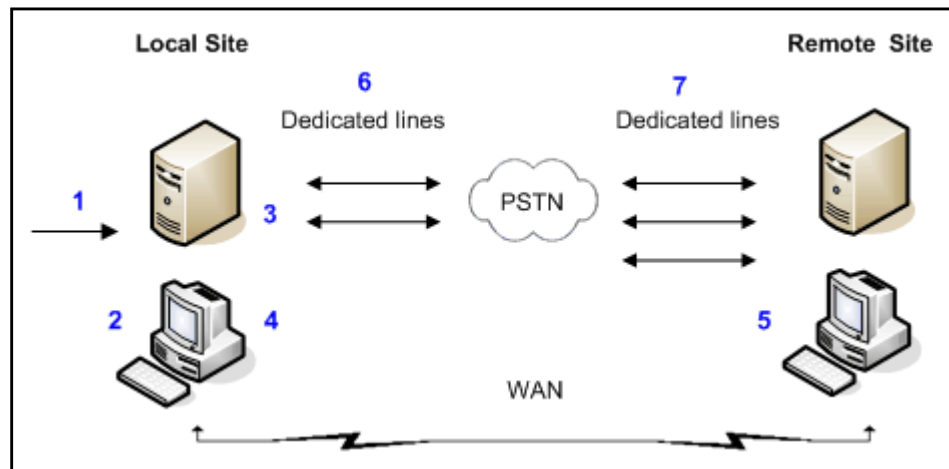 Local Site
Remote Site
6
7
Dedicated lines
Dedicated lines
1
3
PSTN
2
4
5
WAN